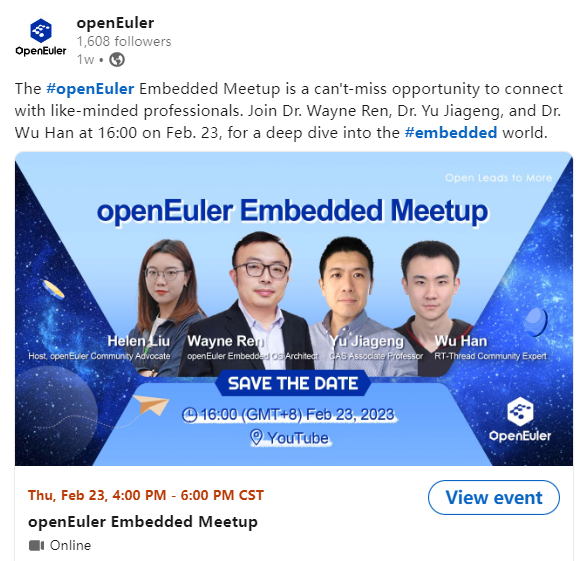 openEuler
1,608 followers
1w •
OpenEuler
The #openEuler Embedded Meetup is a can't-miss opportunity to connect
with like-minded professionals. Join Dr. Wayne Ren, Dr. Yu Jiageng, and Dr.
Wu Han at 16:00 on Feb. 23, for a deep dive into the #embedded world.
Open Leads to More
openEuler Embedded Meetup
Helen Liu Wayne Ren Yu Jiageng Wu Han
Host, openEuler Community Advocate openEuler Embedded OS Architect CAS Associate Professor RT-Thread Community Expert
SAVE THE DATE
16:00 (GMT+8) Feb 23, 2023
YouTube
OpenEuler
Thu, Feb 23, 4:00 PM - 6:00 PM CST
View event
openEuler Embedded Meetup
Online